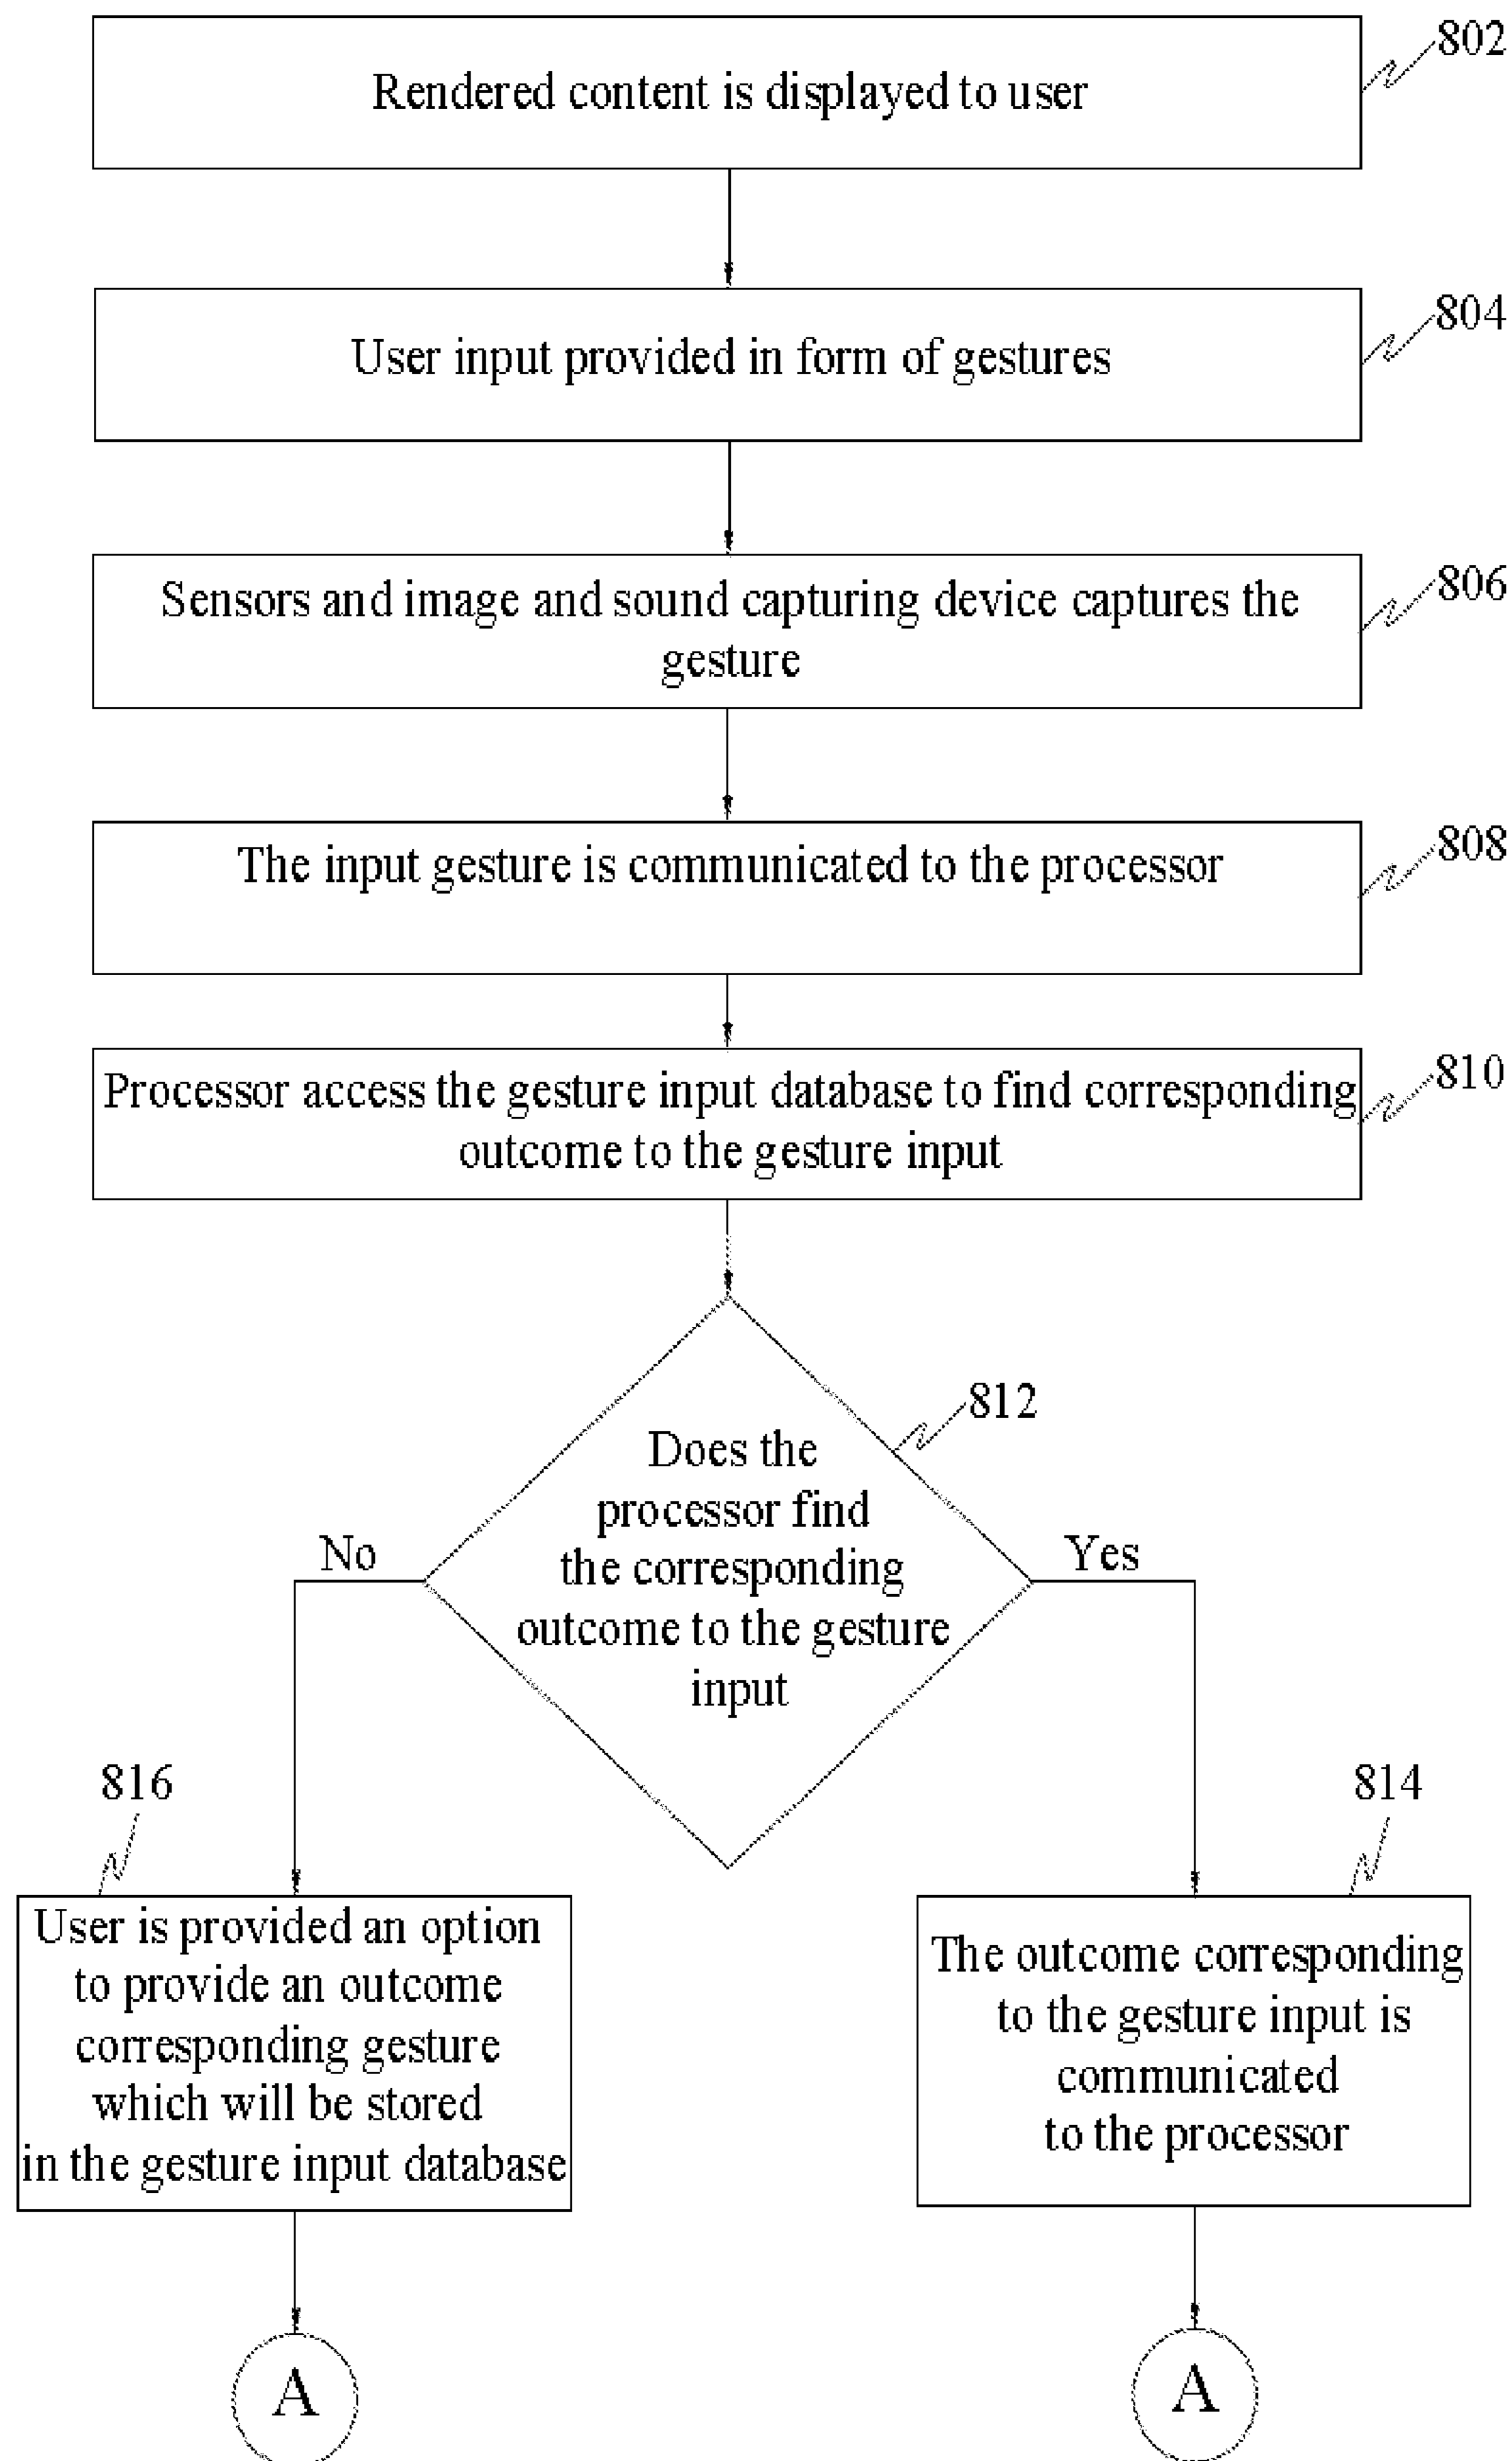 802
Rendered content is displayed to user
804
User input provided in form of gestures
806
Sensors and image and sound capturing device captures the
gesture
808
The input gesture is communicated to the processor
810
Processor access the gesture input database to find corresponding
outcome to the gesture input
812
Does the
processor find
the corresponding
outcome to the gesture
input
No
Yes
816
User is provided an option
to provide an outcome
corresponding gesture
which will be stored
in the gesture input database
814
The outcome corresponding
to the gesture input is
communicated
to the processor
A
A